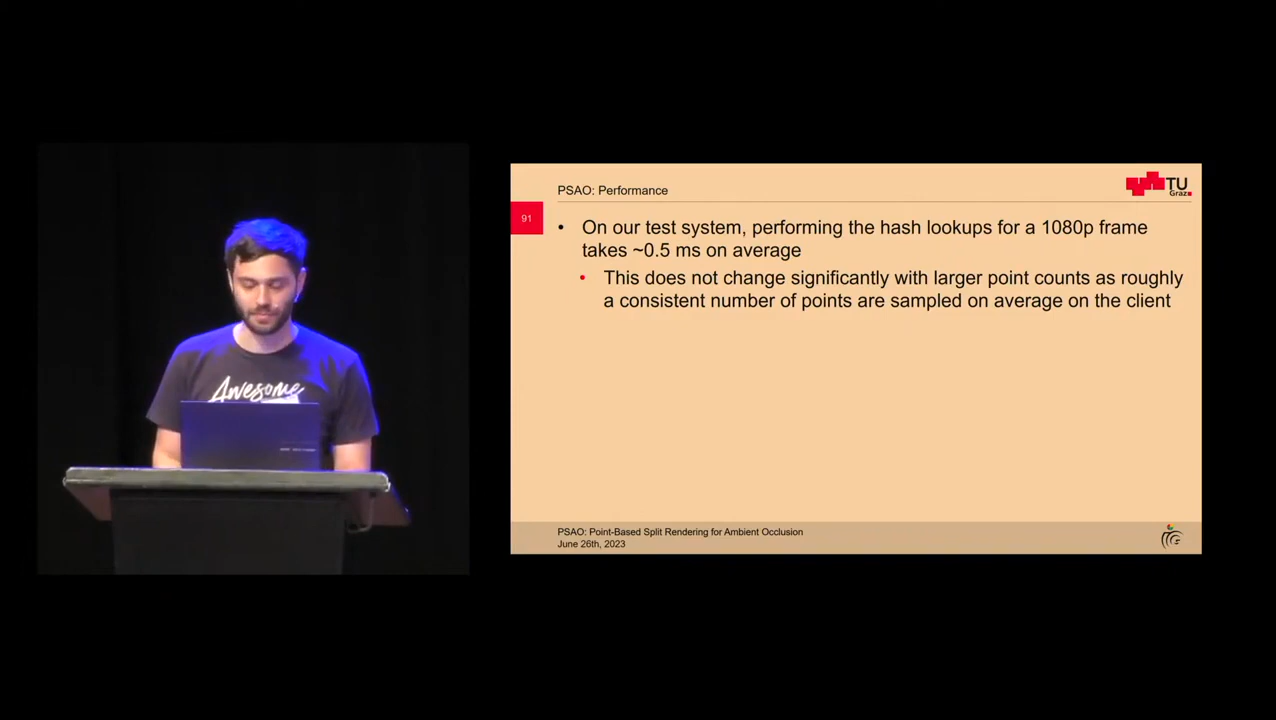 PSAO: Performance
TU
Graz
91
• On our test system, performing the hash lookups for a 1080p frame
takes ~0.5 ms on average
• This does not change significantly with larger point counts as roughly
a consistent number of points are sampled on average on the client
Awesome
PSAO: Point-Based Split Rendering for Ambient Occlusion
June 26th, 2023